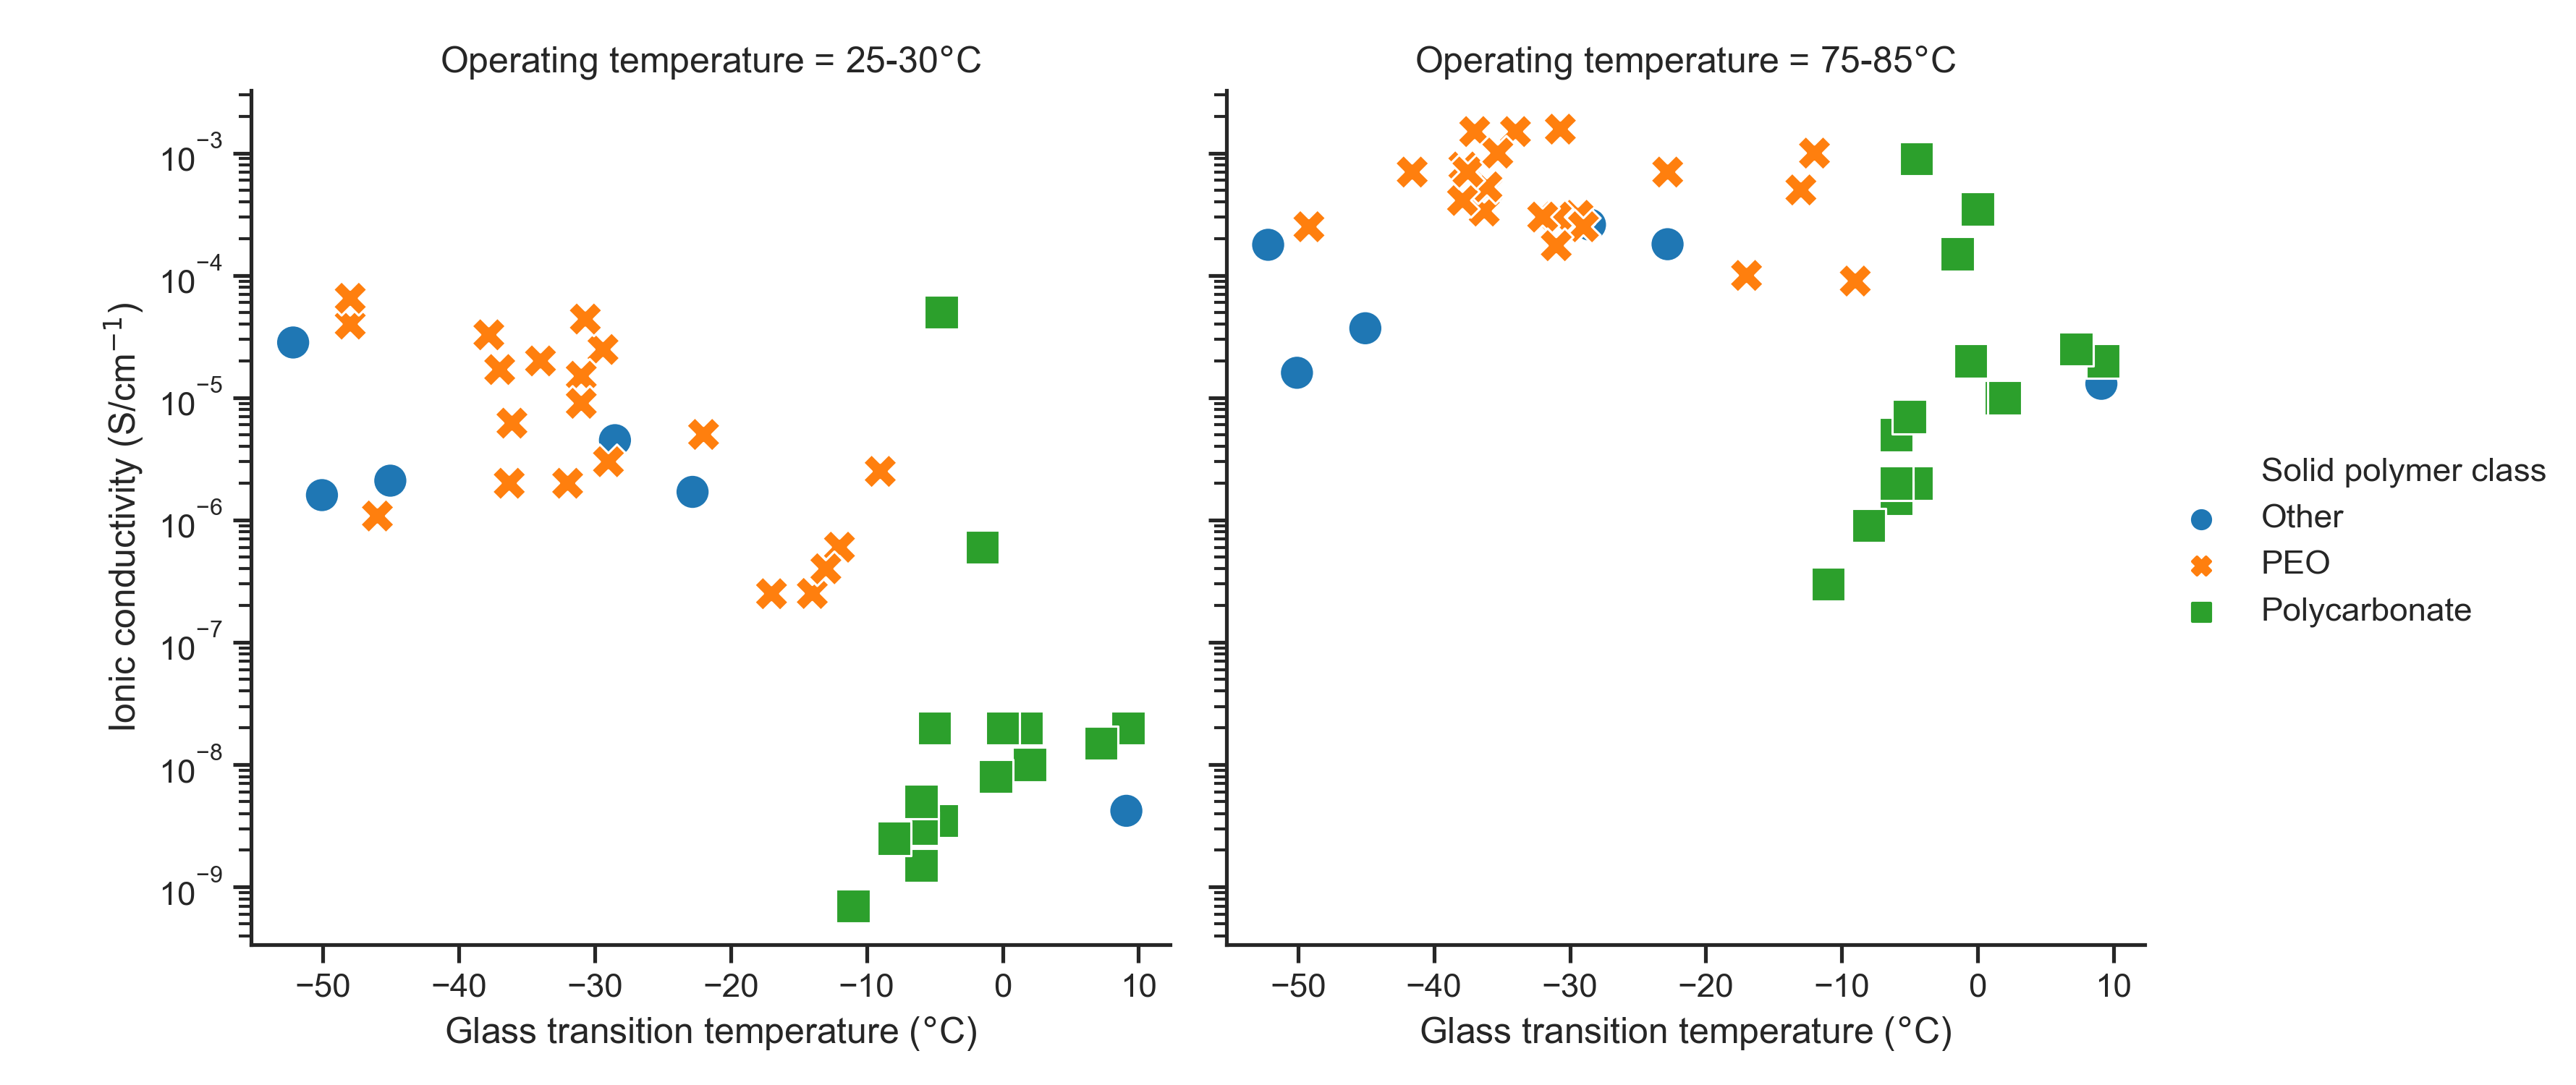 Operating temperature = 25-30°C
Operating temperature = 75-85°C
Ionic conductivity (S/cm⁻¹)
10⁻³
10⁻⁴
10⁻⁵
10⁻⁶
10⁻⁷
10⁻⁸
10⁻⁹
−50 −40 −30 −20 −10 0 10
−50 −40 −30 −20 −10 0 10
Glass transition temperature (°C)
Glass transition temperature (°C)
Solid polymer class
Other
PEO
Polycarbonate